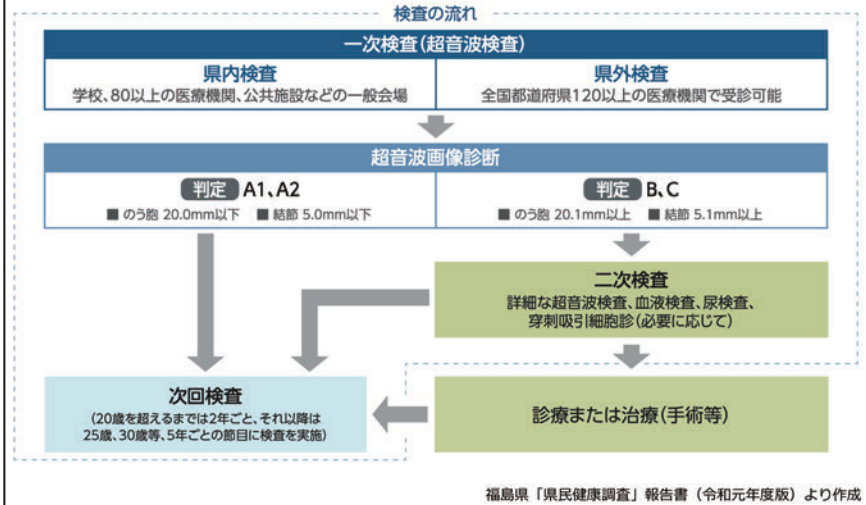 検査の流れ
一次検査(超音波検査)
県内検査
学校、80以上の医療機関、公共施設などの一般会場
県外検査
全国都道府県120以上の医療機関で受診可能
超音波画像診断
判定 A1、A2
■ のう胞 20.0mm以下 ■ 結節 5.0mm以下
判定 B、C
■ のう胞 20.1mm以上 ■ 結節 5.1mm以上
二次検査
詳細な超音波検査、血液検査、尿検査、
穿刺吸引細胞診(必要に応じて)
次回検査
(20歳を超えるまでは2年ごと、それ以降は
25歳、30歳等、5年ごとの節目に検査を実施)
診療または治療(手術等)
福島県「県民健康調査」報告書(令和元年度版)より作成